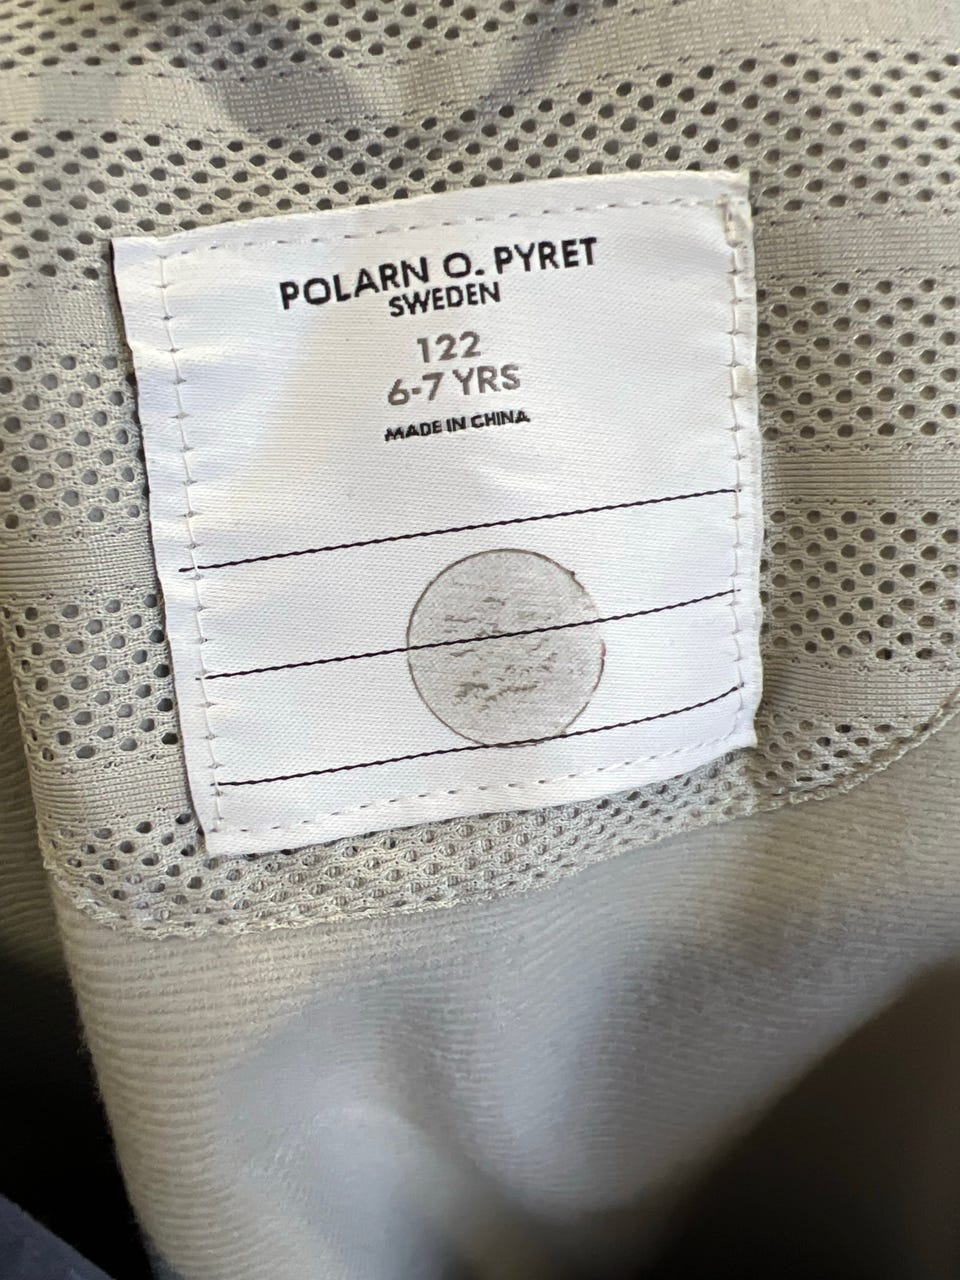 POLARN O. PYRET
SWEDEN
122
6-7 YRS
MADE IN CHINA